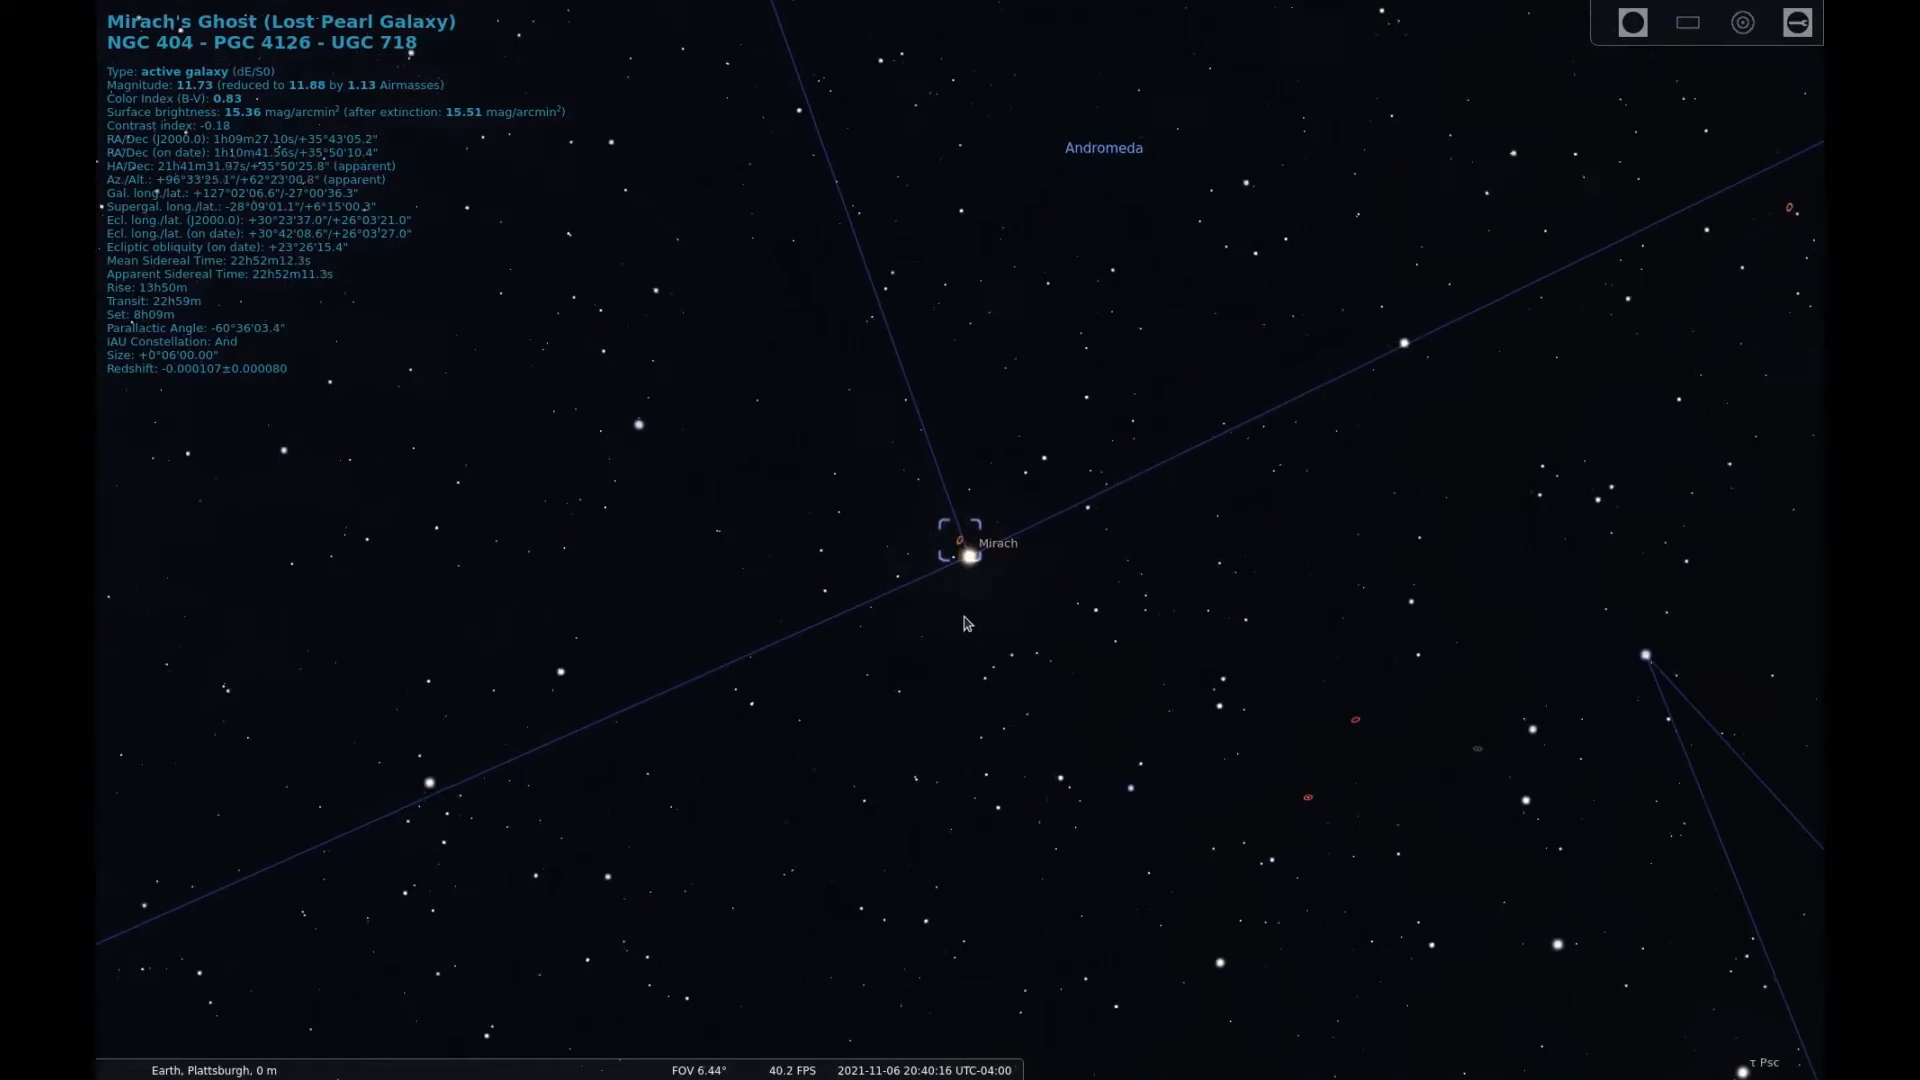 Mirach's Ghost (Lost Pearl Galaxy)
NGC 404 - PGC 4126 - UGC 718
Type: active galaxy (dE/S0)
Magnitude: 11.73 (reduced to 11.88 by 1.13 Airmasses)
Color Index (B-V): 0.83
Surface brightness: 15.36 mag/arcmin² (after extinction: 15.51 mag/arcmin²)
Contrast index: -0.18
RA/Dec (J2000.0): 1h09m27.10s/+35°43'05.2"
RA/Dec (on date): 1h10m41.56s/+35°50'10.4"
HA/Dec: 21h41m31.97s/+35°50'25.8" (apparent)
Az./Alt.: +96°33'25.1"/+62°23'00.8" (apparent)
Gal. long./lat.: +127°02'06.6"/-27°00'36.3"
Supergal. long./lat.: -28°09'01.1"/+6°15'00.3"
Ecl. long./lat. (J2000.0): +30°23'37.0"/+26°03'21.0"
Ecl. long./lat. (on date): +30°42'08.6"/+26°03'27.0"
Ecliptic obliquity (on date): +23°26'15.4"
Mean Sidereal Time: 22h52m12.3s
Apparent Sidereal Time: 22h52m11.3s
Rise: 13h50m
Transit: 22h59m
Set: 8h09m
Parallactic Angle: -60°36'03.4"
IAU Constellation: And
Size: +0°06'00.00"
Redshift: -0.000107±0.000080
Andromeda
Mirach
τ Psc
Earth, Plattsburgh, 0 m
FOV 6.44°
40.2 FPS
2021-11-06 20:40:16 UTC-04:00